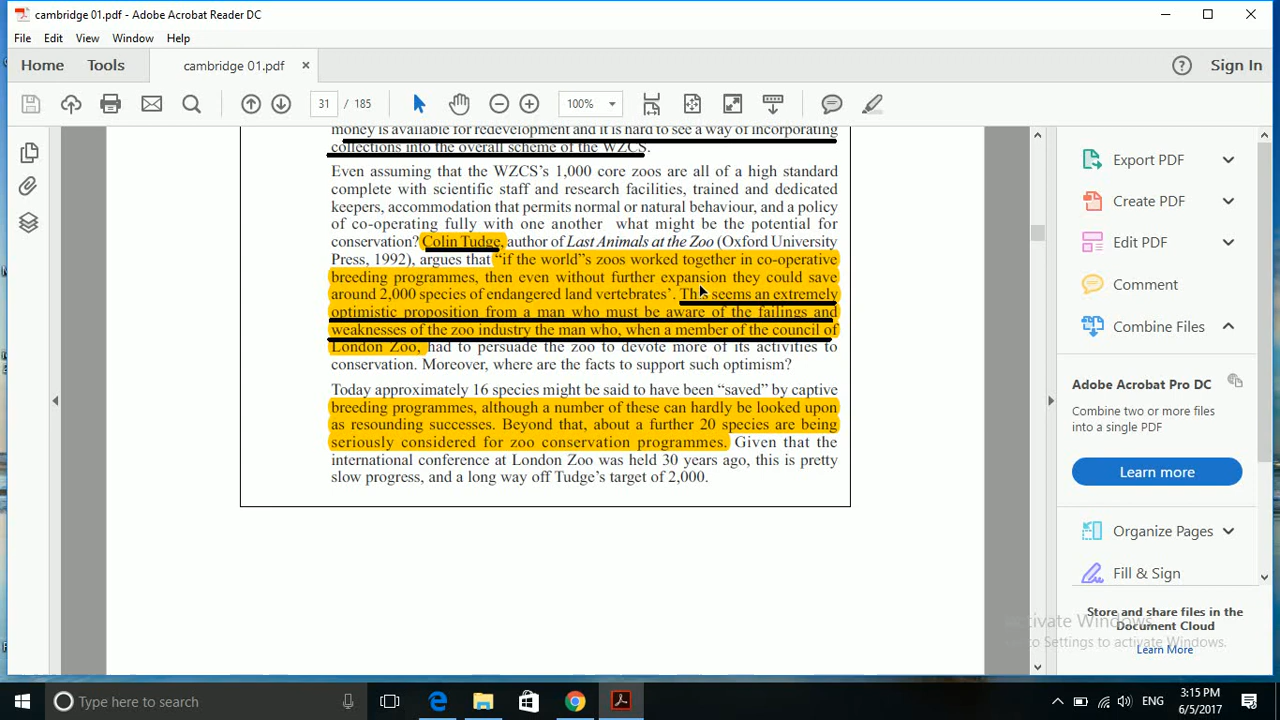 cambridge 01.pdf - Adobe Acrobat Reader DC
File Edit View Window Help
Home Tools cambridge 01.pdf × Sign In
31 / 185 100%
money is available for redevelopment and it is hard to see a way of incorporating
collections into the overall scheme of the WZCS.
Even assuming that the WZCS's 1,000 core zoos are all of a high standard
complete with scientific staff and research facilities, trained and dedicated
keepers, accommodation that permits normal or natural behaviour, and a policy
of co-operating fully with one another what might be the potential for
conservation? Colin Tudge, author of Last Animals at the Zoo (Oxford University
Press, 1992), argues that "if the world"s zoos worked together in co-operative
breeding programmes, then even without further expansion they could save
around 2,000 species of endangered land vertebrates'. This seems an extremely
optimistic proposition from a man who must be aware of the failings and
weaknesses of the zoo industry the man who, when a member of the council of
London Zoo, had to persuade the zoo to devote more of its activities to
conservation. Moreover, where are the facts to support such optimism?
Today approximately 16 species might be said to have been "saved" by captive
breeding programmes, although a number of these can hardly be looked upon
as resounding successes. Beyond that, about a further 20 species are being
seriously considered for zoo conservation programmes. Given that the
international conference at London Zoo was held 30 years ago, this is pretty
slow progress, and a long way off Tudge's target of 2,000.
Export PDF
Create PDF
Edit PDF
Comment
Combine Files
Adobe Acrobat Pro DC
Combine two or more files
into a single PDF
Learn more
Organize Pages
Fill & Sign
Store and share files in the
Document Cloud
Learn More
Activate Windows
Go to Settings to activate Windows.
Type here to search
ENG
3:15 PM
6/5/2017